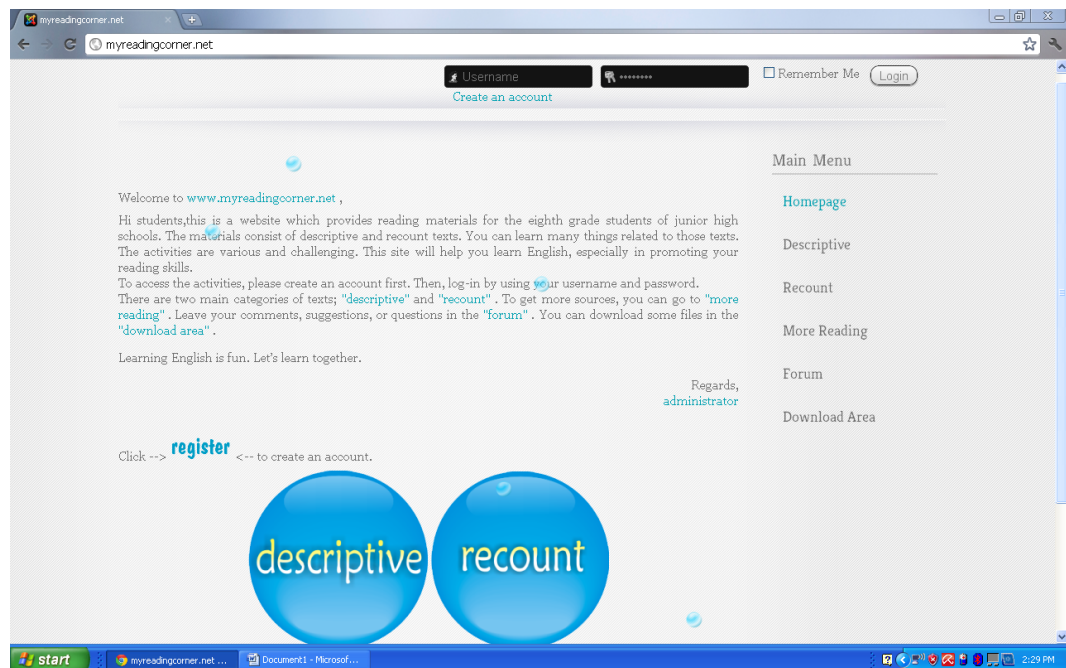 myreadingcorner.net
myreadingcorner.net
Username
Remember Me
Login
Create an account
Main Menu
Homepage
Descriptive
Recount
More Reading
Forum
Download Area
Welcome to www.myreadingcorner.net ,
Hi students,this is a website which provides reading materials for the eighth grade students of junior high
schools. The materials consist of descriptive and recount texts. You can learn many things related to those texts.
The activities are various and challenging. This site will help you learn English, especially in promoting your
reading skills.
To access the activities, please create an account first. Then, log-in by using your username and password.
There are two main categories of texts; "descriptive" and "recount" . To get more sources, you can go to "more
reading" . Leave your comments, suggestions, or questions in the "forum" . You can download some files in the
"download area" .
Learning English is fun. Let's learn together.
Regards,
administrator
Click --> register <-- to create an account.
descriptive
recount
start
myreadingcorner.net ...
Document1 - Microsof...
2:29 PM